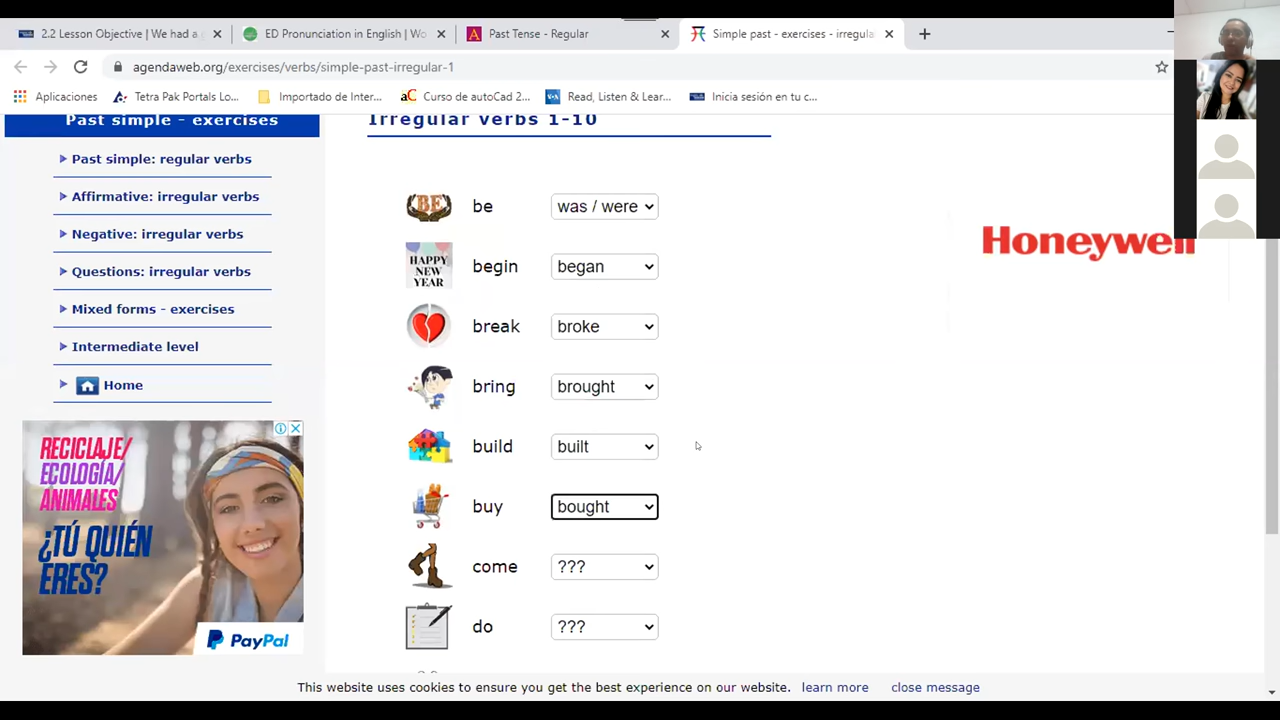 2.2 Lesson Objective | We had a
ED Pronunciation in English | Wo
Past Tense - Regular
Simple past - exercises - irregula
agendaweb.org/exercises/verbs/simple-past-irregular-1
Aplicaciones
Tetra Pak Portals Lo...
Importado de Inter...
Curso de autoCad 2...
Read, Listen & Lear...
Inicia sesión en tu c...
Past simple - exercises
Past simple: regular verbs
Affirmative: irregular verbs
Negative: irregular verbs
Questions: irregular verbs
Mixed forms - exercises
Intermediate level
Home
RECICLAJE/
ECOLOGÍA/
ANIMALES
¿TÚ QUIÉN
ERES?
PayPal
Irregular verbs 1-10
BE be was / were
HAPPY
NEW
YEAR
begin began
break broke
bring brought
build built
buy bought
come ???
do ???
Honeywell
This website uses cookies to ensure you get the best experience on our website. learn more close message